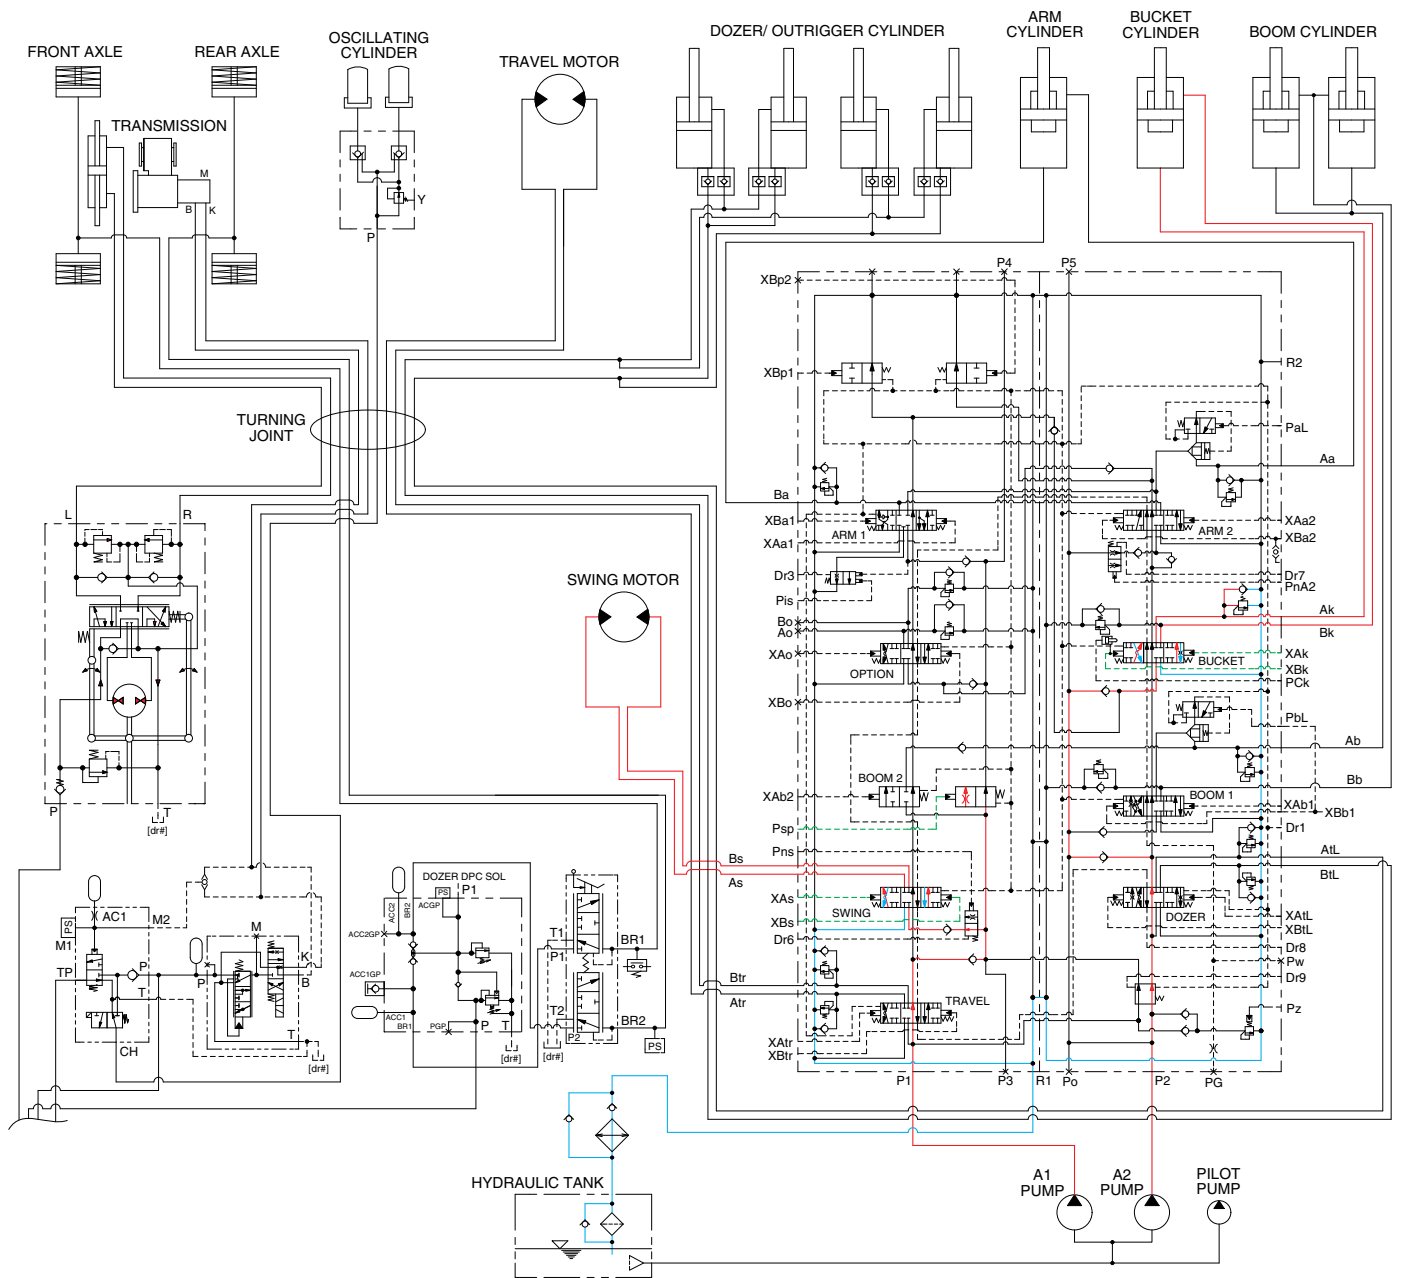 FRONT AXLE
REAR AXLE
OSCILLATING
CYLINDER
TRAVEL MOTOR
DOZER/ OUTRIGGER CYLINDER
ARM
CYLINDER
BUCKET
CYLINDER
BOOM CYLINDER
TRANSMISSION
M
B
K
Y
P
P4
P5
XBp2
XBp1
R2
TURNING
JOINT
PaL
Aa
L
R
Ba
XBa1
ARM 1
XAa1
XAa2
ARM 2
XBa2
Dr3
Dr7
PnA2
Pis
SWING MOTOR
Bo
Ao
Ak
Bk
XAo
OPTION
XAk
BUCKET
XBk
PCk
XBo
PbL
Ab
BOOM 2
Bb
XAb2
BOOM 1
XAb1
XBb1
Psp
Dr1
P
T
[dr#]
Pns
Bs
As
AtL
BtL
XAs
SWING
XBs
Dr6
DOZER
XAtL
XBtL
Dr8
Pw
Dr9
DOZER DPC SOL
PS
P1
ACGP
ACC2
BR2
ACC2GP
ACC1GP
ACC1
BR1
PGP
P
T
[dr#]
T1
P1
BR1
T2
P2
BR2
[dr#]
PS
AC1
PS
M2
M1
TP
P
T
CH
M
P
K
B
T
[dr#]
Btr
Atr
TRAVEL
Pz
XAtr
XBtr
P1
P3
R1
Po
P2
PG
HYDRAULIC TANK
A1
PUMP
A2
PUMP
PILOT
PUMP